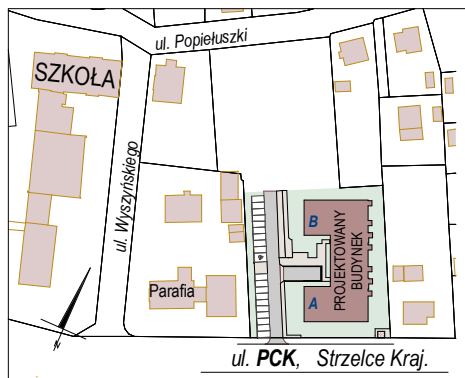 ul. Popiełuszki
SZKOŁA
ul. Wyszyńskiego
B
PROJEKTOWANY
BUDYNEK
A
Parafia
N
ul. PCK, Strzelce Kraj.